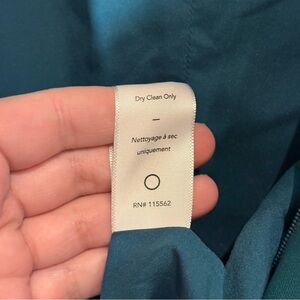 Dry Clean Only
–
Nettoyage à sec
uniquement
RN# 115562